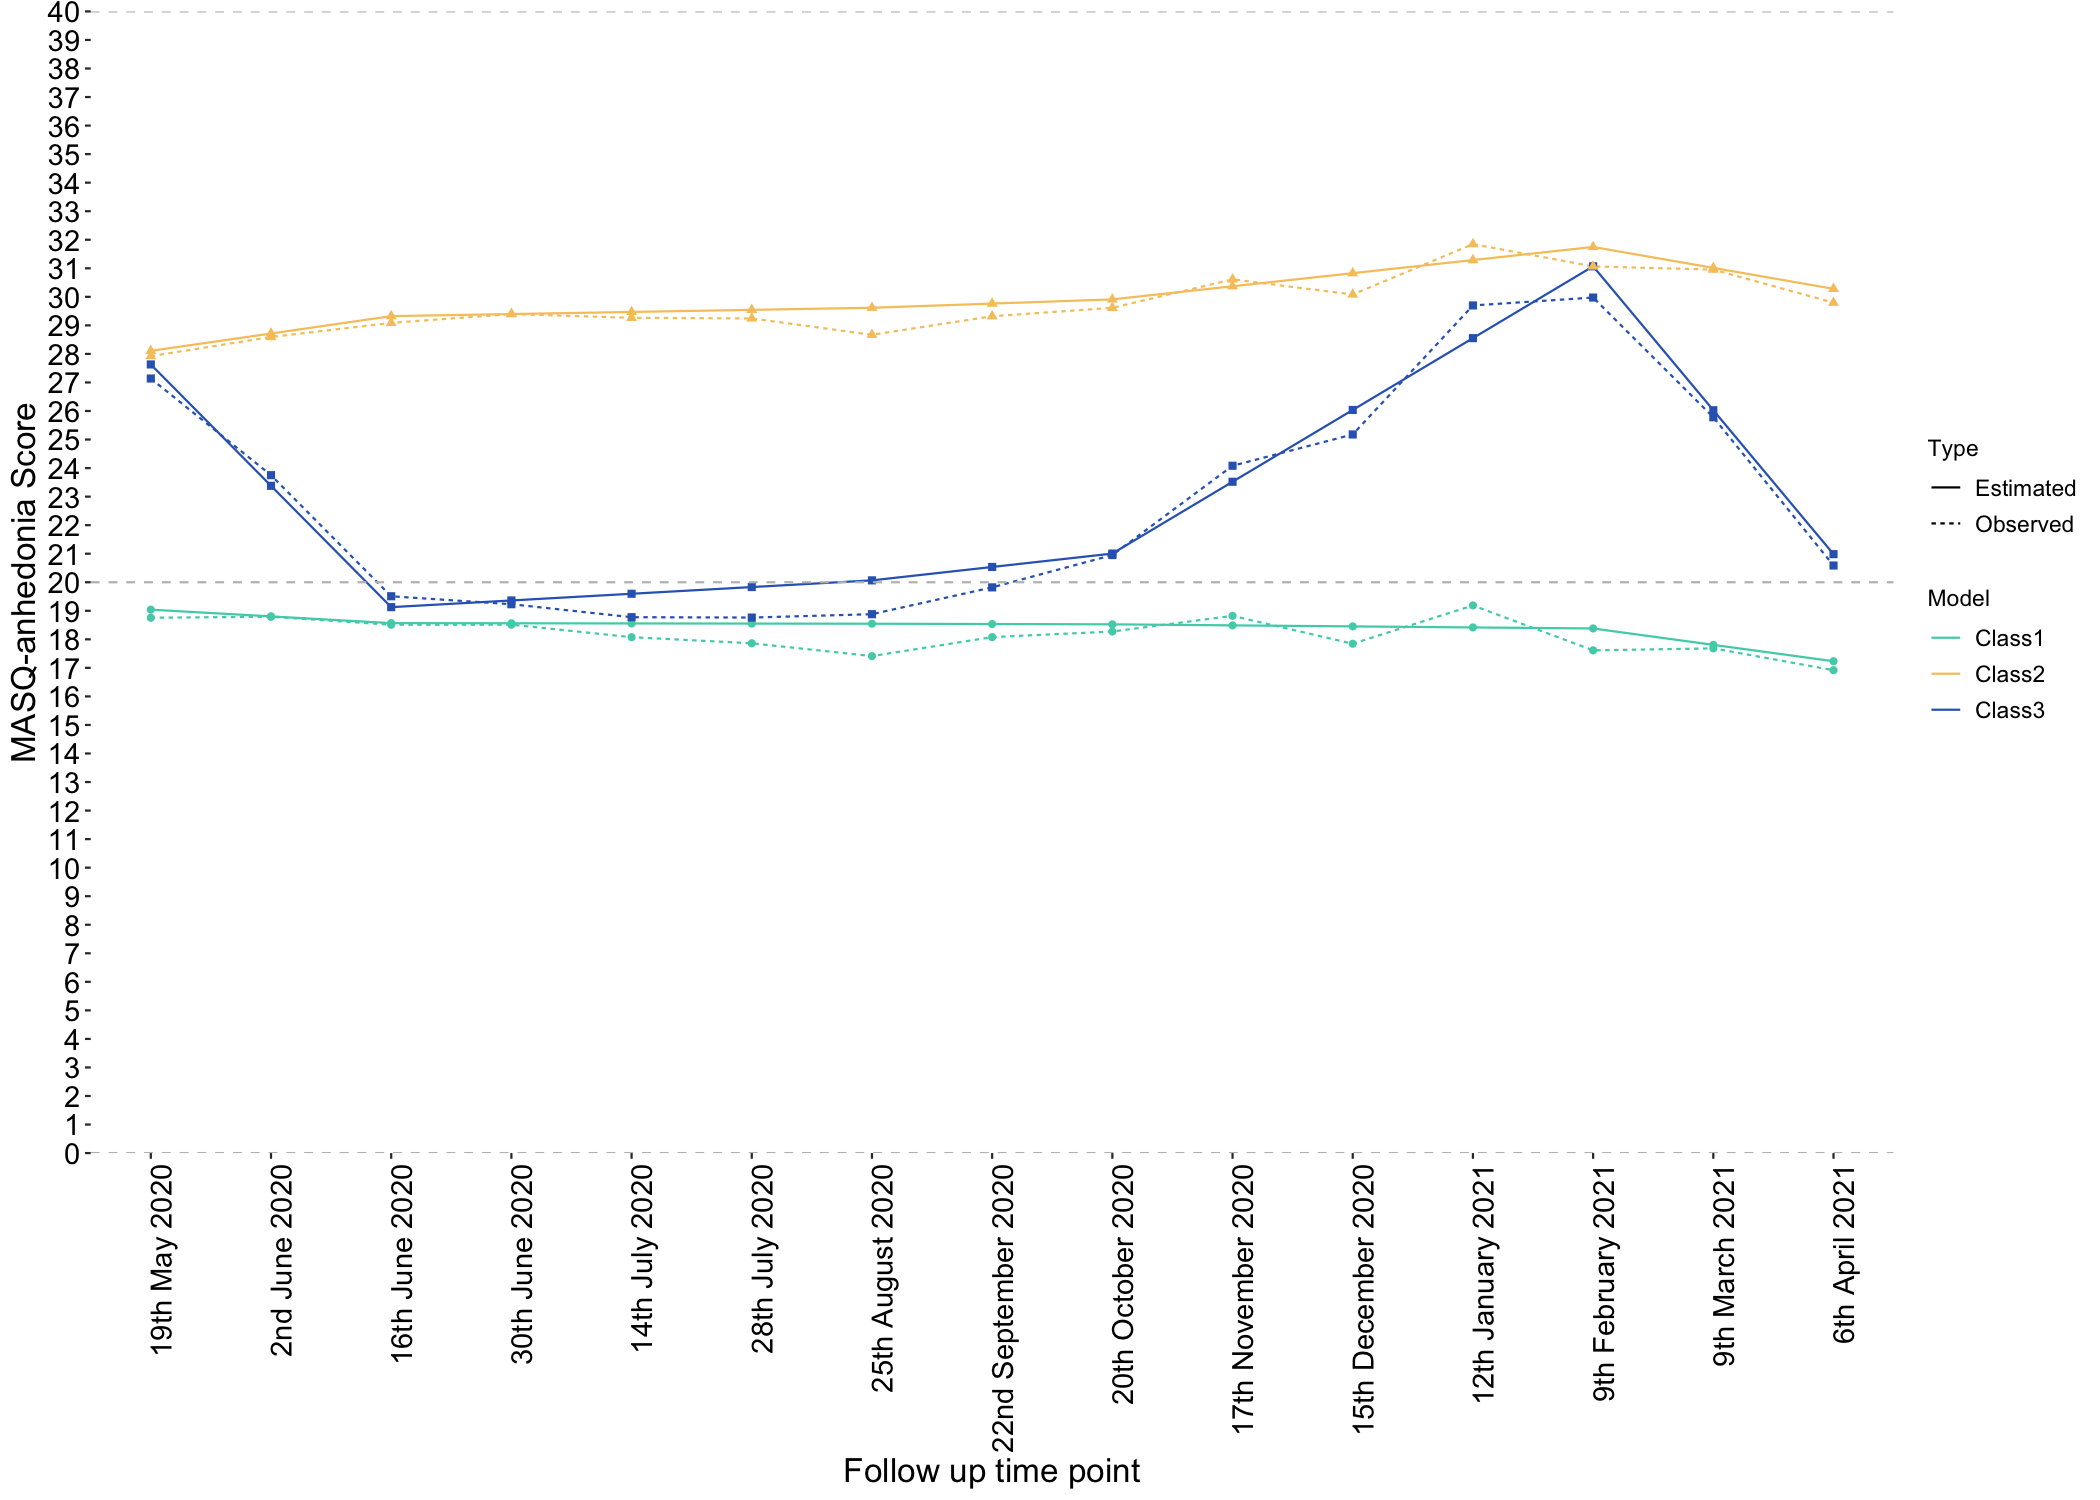 MASQ-anhedonia Score
40
39
38
37
36
35
34
33
32
31
30
29
28
27
26
25
24
23
22
21
20
19
18
17
16
15
14
13
12
11
10
9
8
7
6
5
4
3
2
1
0
19th May 2020
2nd June 2020
16th June 2020
30th June 2020
14th July 2020
28th July 2020
25th August 2020
22nd September 2020
20th October 2020
17th November 2020
15th December 2020
12th January 2021
9th February 2021
9th March 2021
6th April 2021
Follow up time point
Type
Estimated
Observed
Model
Class1
Class2
Class3